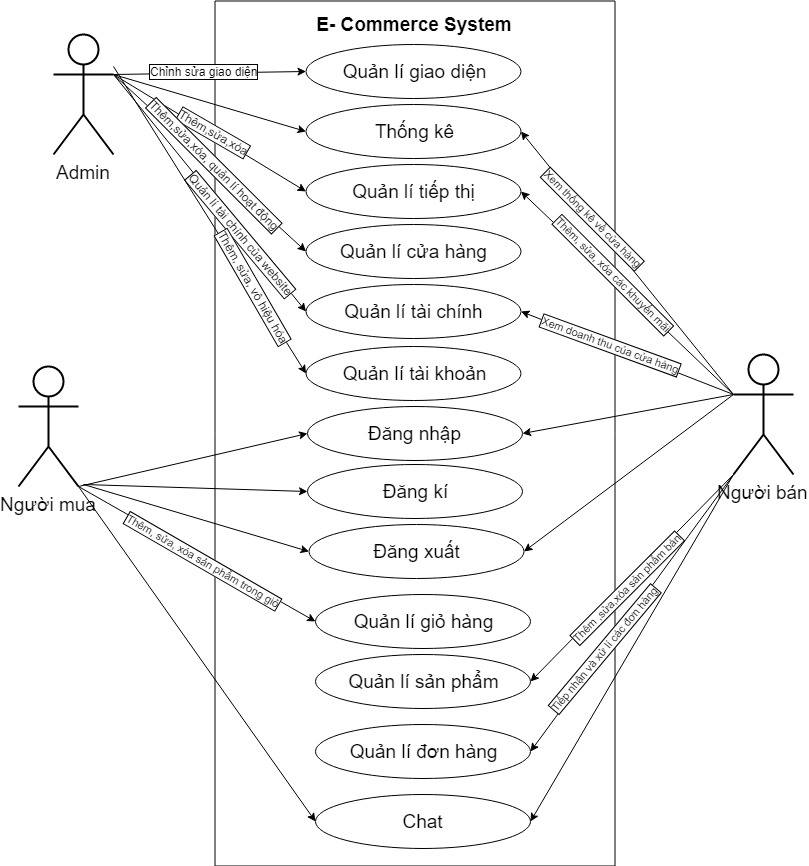 E- Commerce System
Chỉnh sửa giao diện
Quản lí giao diện
Thống kê
Thêm,sửa,xóa
Thêm,sửa,xóa, quản lí hoạt động
Admin
Quản lí tiếp thị
Xem thống kê về cửa hàng
Thêm, sửa, xóa các khuyến mãi
Quản lí tài chính của website
Quản lí cửa hàng
Thêm, sửa, vô hiệu hóa
Quản lí tài chính
Xem doanh thu của cửa hàng
Quản lí tài khoản
Đăng nhập
Đăng kí
Người mua
Người bán
Đăng xuất
Thêm, sửa, xóa sản phẩm trong giỏ
Thêm ,sửa,xóa sản phẩm bán
Quản lí giỏ hàng
Tiếp nhận và xử lí các đơn hàng
Quản lí sản phẩm
Quản lí đơn hàng
Chat